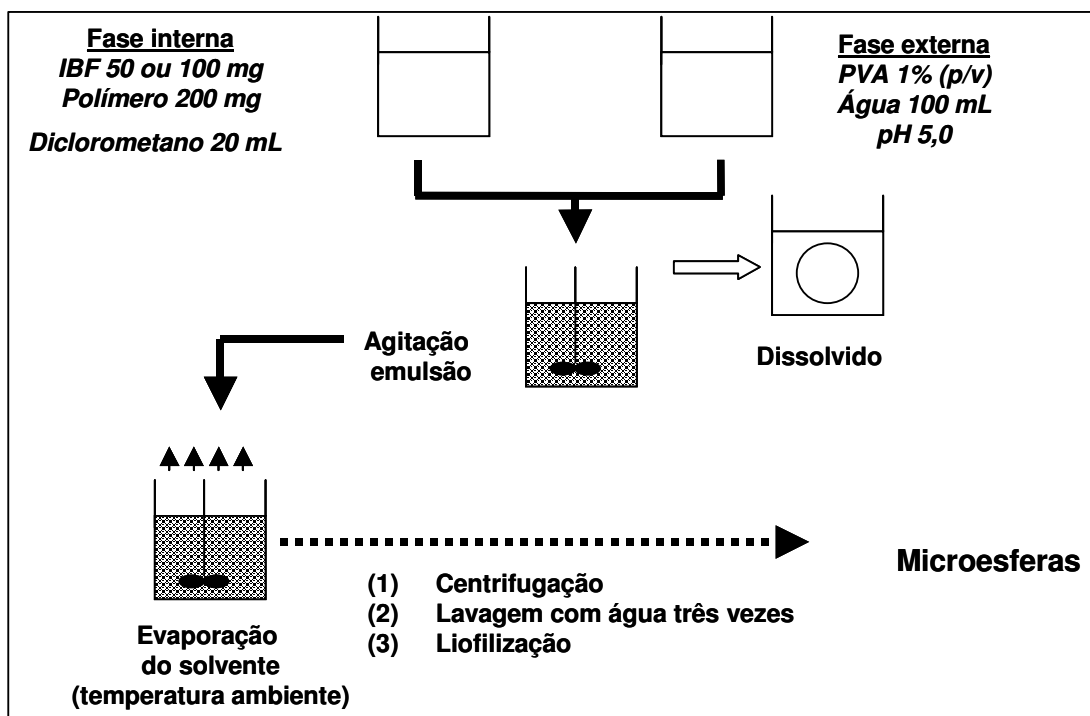 Fase interna
IBF 50 ou 100 mg
Polímero 200 mg
Diclorometano 20 mL
Fase externa
PVA 1% (p/v)
Água 100 mL
pH 5,0
Agitação
emulsão
Dissolvido
Evaporação
do solvente
(temperatura ambiente)
(1) Centrifugação
(2) Lavagem com água três vezes
(3) Liofilização
Microesferas